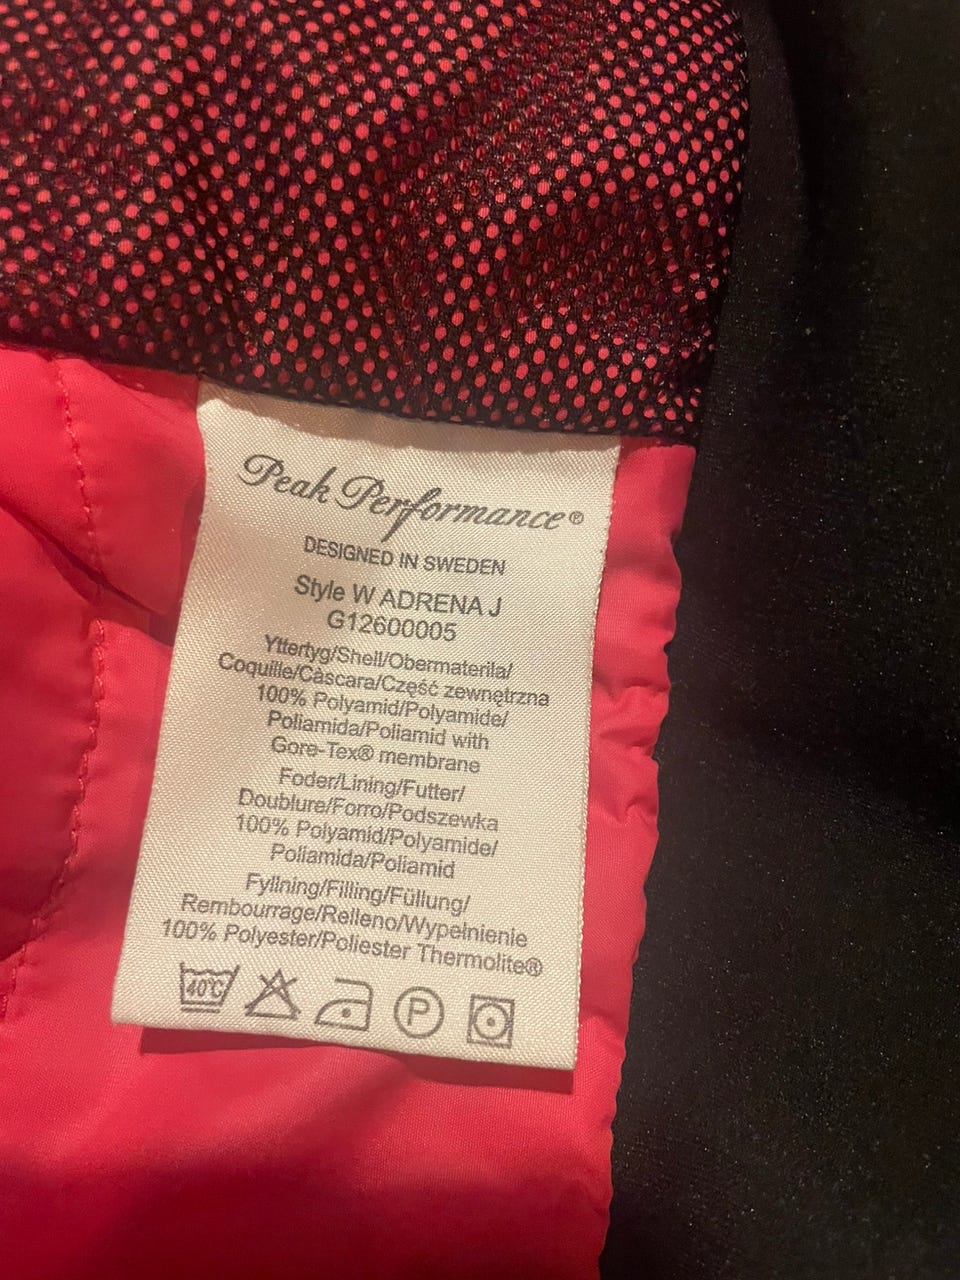 Peak Performance®
DESIGNED IN SWEDEN
Style W ADRENA J
G12600005
Yttertyg/Shell/Obermaterila/
Coquille/Càscara/Część zewnętrzna
100% Polyamid/Polyamide/
Poliamida/Poliamid with
Gore-Tex® membrane
Foder/Lining/Futter/
Doublure/Forro/Podszewka
100% Polyamid/Polyamide/
Poliamida/Poliamid
Fyllning/Filling/Füllung/
Rembourrage/Relleno/Wypełnienie
100% Polyester/Poliester Thermolite®
40°C P